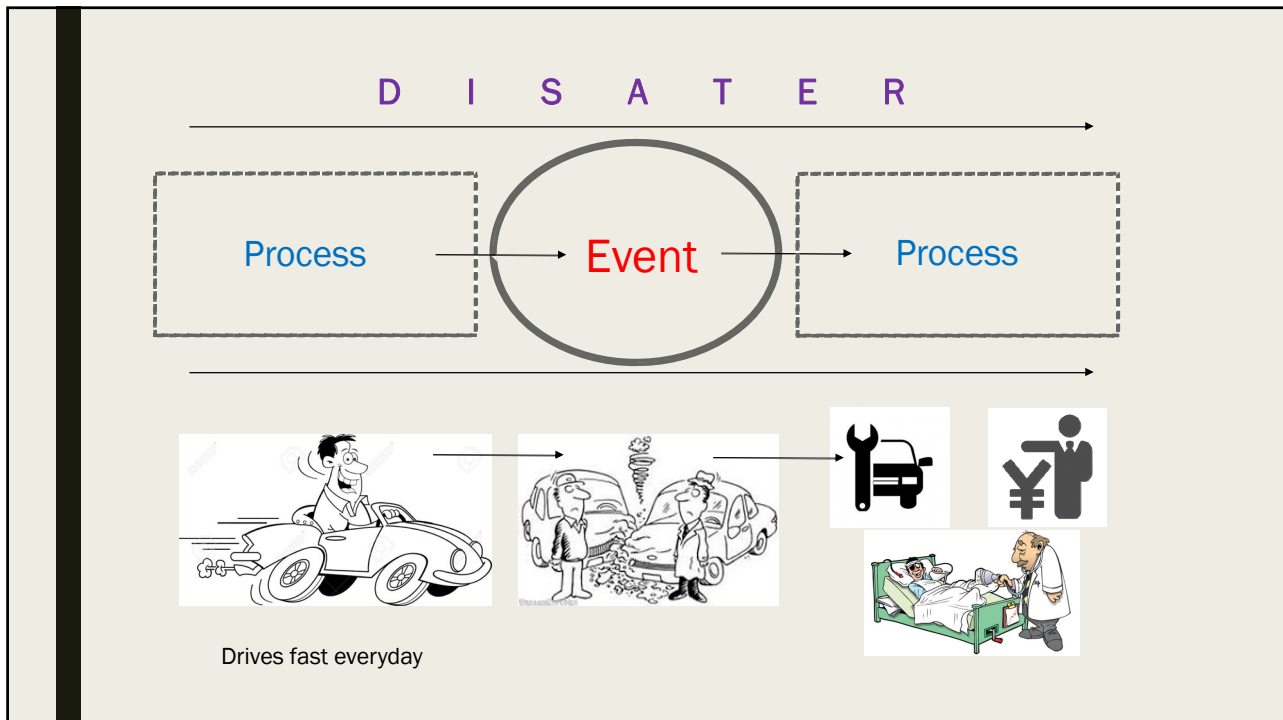 D I S A T E R
Process
Event
Process
¥
Drives fast everyday